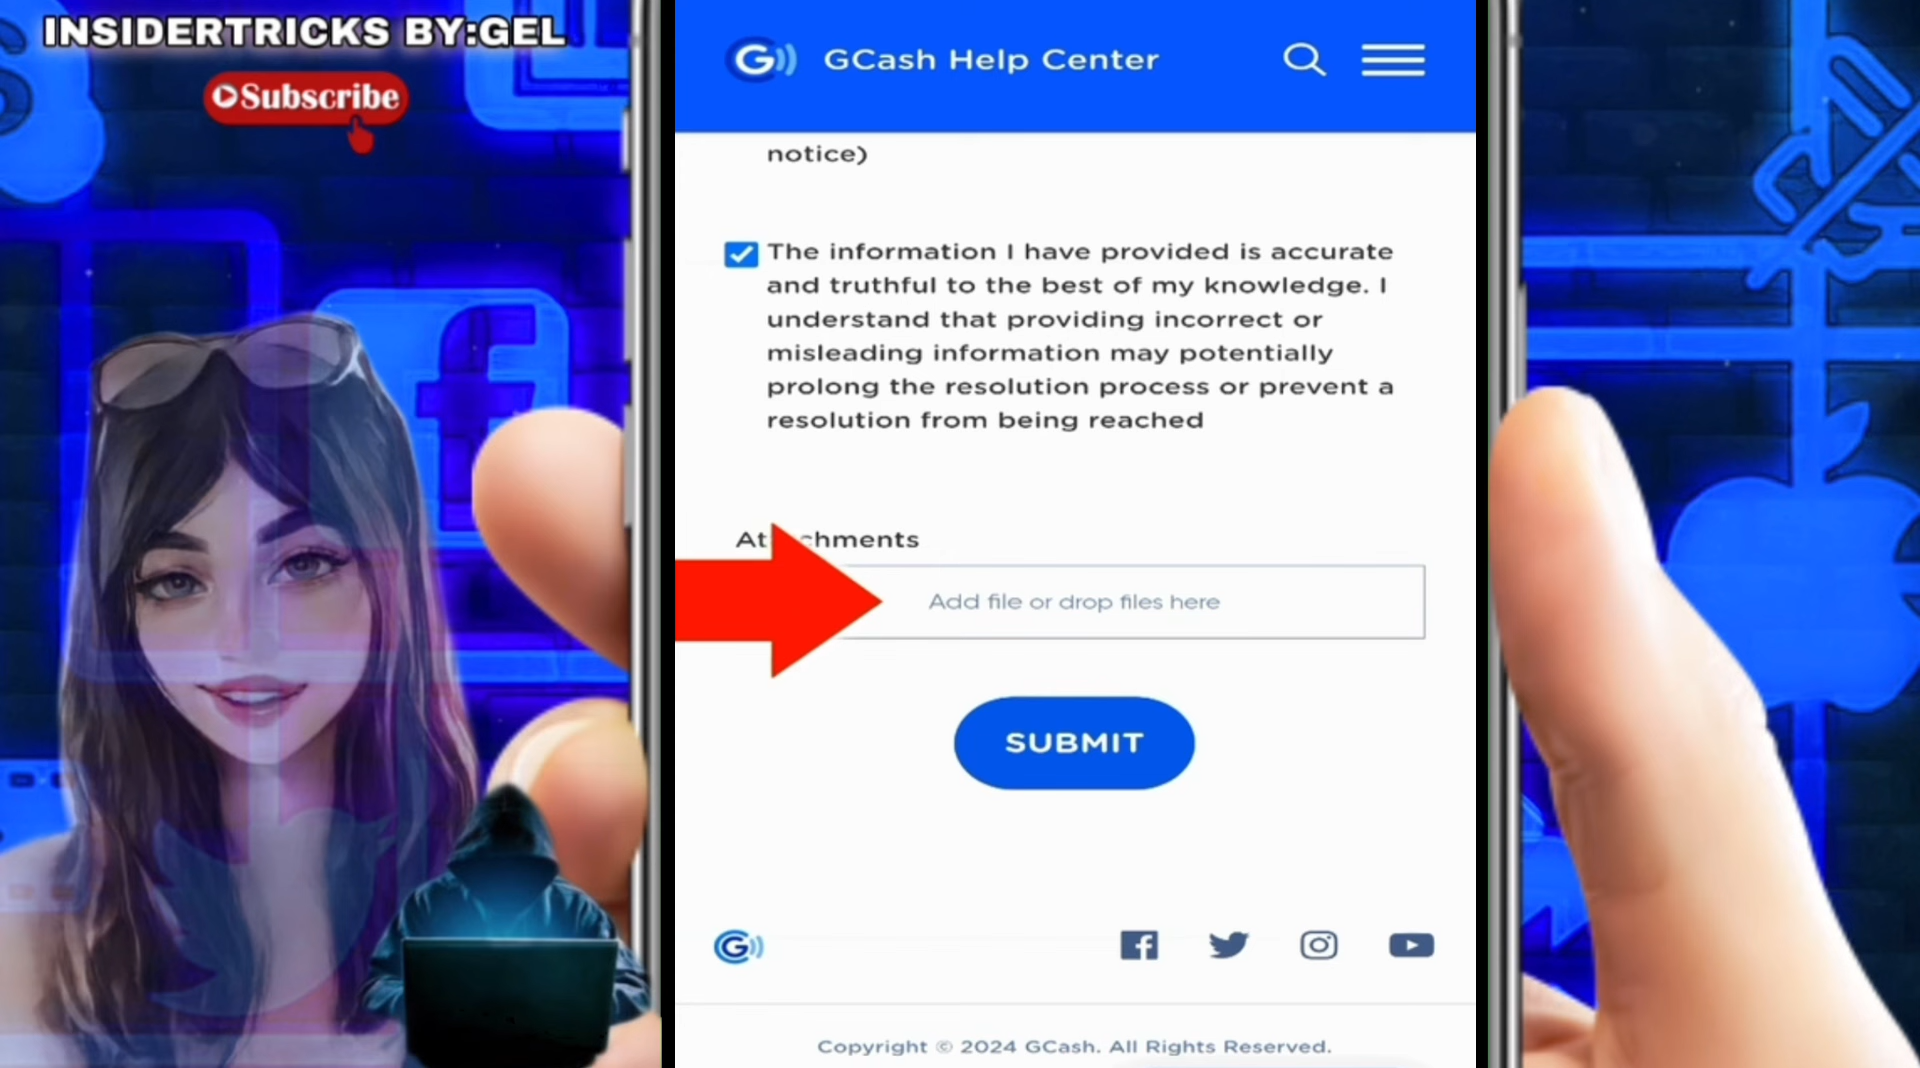 INSIDERTRICKS BY:GEL
Subscribe
GCash Help Center
notice)
The information I have provided is accurate
and truthful to the best of my knowledge. I
understand that providing incorrect or
misleading information may potentially
prolong the resolution process or prevent a
resolution from being reached
Attachments
Add file or drop files here
SUBMIT
Copyright © 2024 GCash. All Rights Reserved.